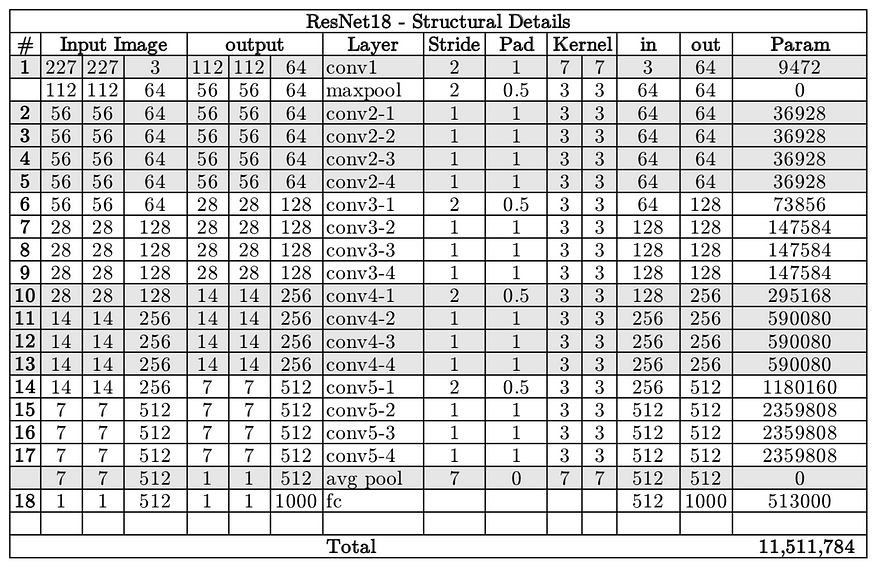 ResNet18 - Structural Details
# Input Image output Layer Stride Pad Kernel in out Param
1 227 227 3 112 112 64 conv1 2 1 7 7 3 64 9472
112 112 64 56 56 64 maxpool 2 0.5 3 3 64 64 0
2 56 56 64 56 56 64 conv2-1 1 1 3 3 64 64 36928
3 56 56 64 56 56 64 conv2-2 1 1 3 3 64 64 36928
4 56 56 64 56 56 64 conv2-3 1 1 3 3 64 64 36928
5 56 56 64 56 56 64 conv2-4 1 1 3 3 64 64 36928
6 56 56 64 28 28 128 conv3-1 2 0.5 3 3 64 128 73856
7 28 28 128 28 28 128 conv3-2 1 1 3 3 128 128 147584
8 28 28 128 28 28 128 conv3-3 1 1 3 3 128 128 147584
9 28 28 128 28 28 128 conv3-4 1 1 3 3 128 128 147584
10 28 28 128 14 14 256 conv4-1 2 0.5 3 3 128 256 295168
11 14 14 256 14 14 256 conv4-2 1 1 3 3 256 256 590080
12 14 14 256 14 14 256 conv4-3 1 1 3 3 256 256 590080
13 14 14 256 14 14 256 conv4-4 1 1 3 3 256 256 590080
14 14 14 256 7 7 512 conv5-1 2 0.5 3 3 256 512 1180160
15 7 7 512 7 7 512 conv5-2 1 1 3 3 512 512 2359808
16 7 7 512 7 7 512 conv5-3 1 1 3 3 512 512 2359808
17 7 7 512 7 7 512 conv5-4 1 1 3 3 512 512 2359808
7 7 512 1 1 512 avg pool 7 0 7 7 512 512 0
18 1 1 512 1 1 1000 fc 512 1000 513000
Total 11,511,784